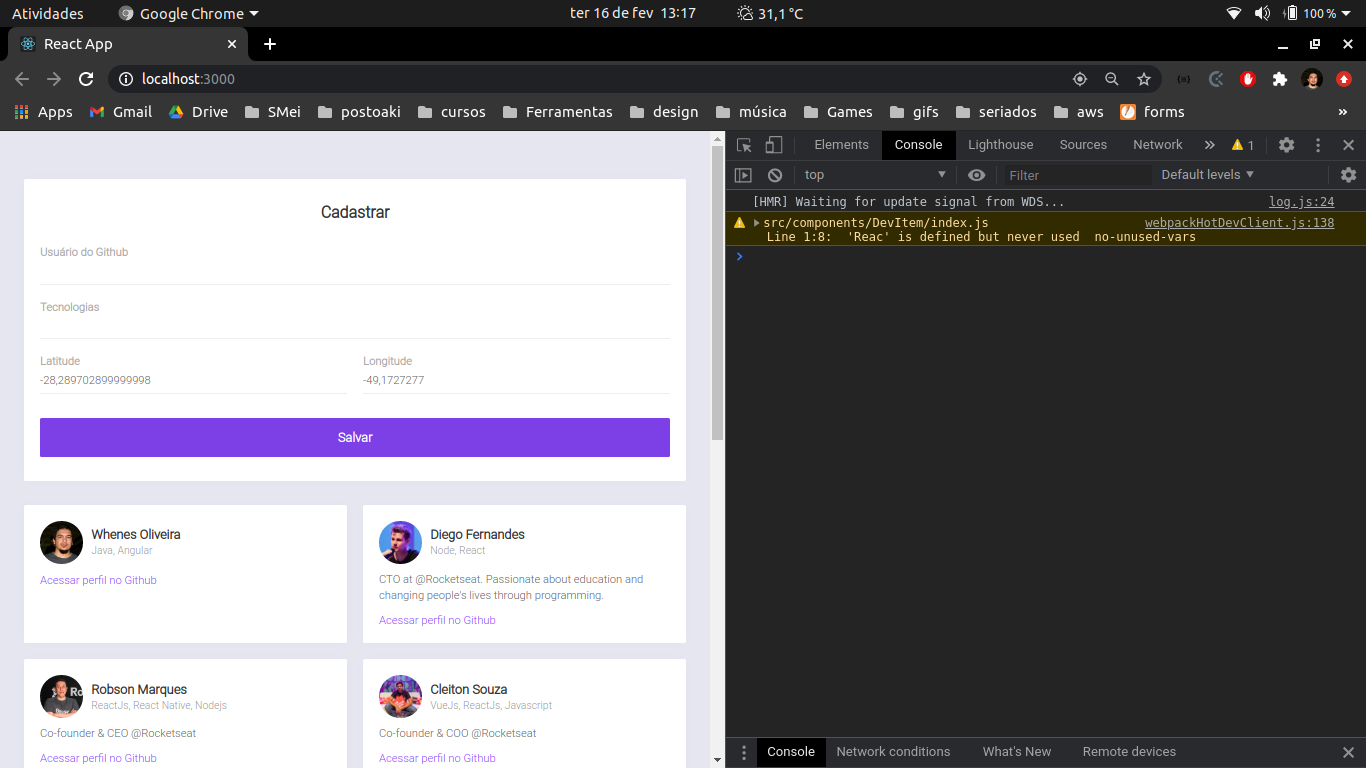 Atividades Google Chrome ter 16 de fev 13:17 31,1 °C 100 %
React App
localhost:3000
Apps Gmail Drive SMei postoaki cursos Ferramentas design música Games gifs seriados aws forms »
Elements Console Lighthouse Sources Network » 1
top Filter Default levels
[HMR] Waiting for update signal from WDS... log.js:24
src/components/DevItem/index.js webpackHotDevClient.js:138
Line 1:8: 'Reac' is defined but never used no-unused-vars
Cadastrar
Usuário do Github
Tecnologias
Latitude Longitude
-28,289702899999998 -49,1727277
Salvar
Whenes Oliveira
Java, Angular
Acessar perfil no Github
Diego Fernandes
Node, React
CTO at @Rocketseat. Passionate about education and
changing people's lives through programming.
Acessar perfil no Github
Robson Marques
ReactJs, React Native, Nodejs
Co-founder & CEO @Rocketseat
Acessar perfil no Github
Cleiton Souza
VueJs, ReactJs, Javascript
Co-founder & COO @Rocketseat
Acessar perfil no Github
Console Network conditions What's New Remote devices